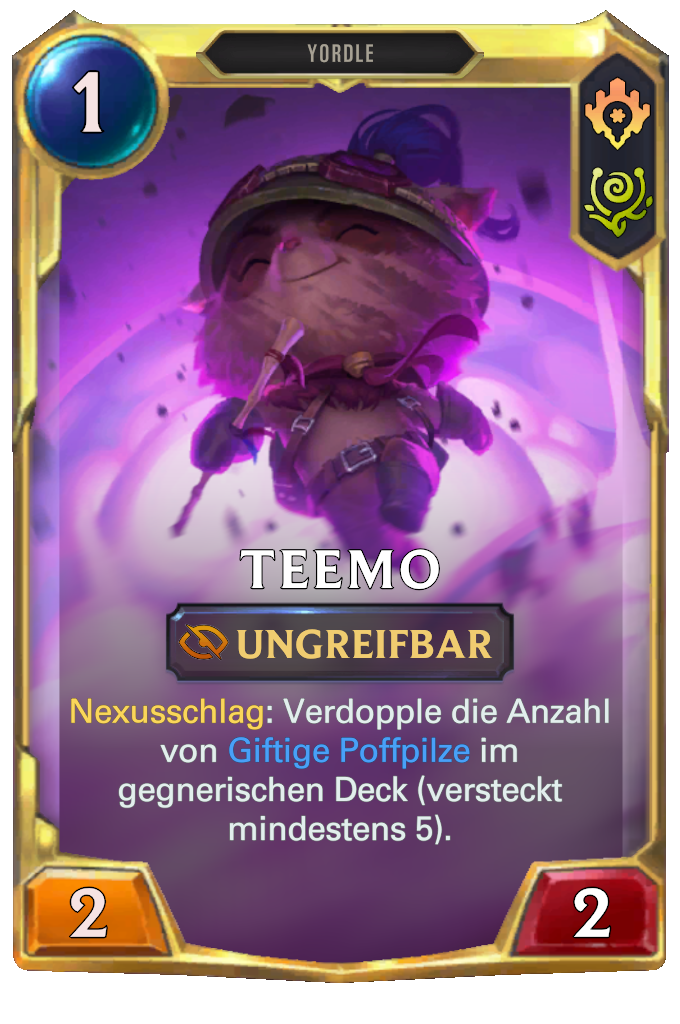 YORDLE
1
TEEMO
UNGREIFBAR
Nexusschlag: Verdopple die Anzahl
von Giftige Poffpilze im
gegnerischen Deck (versteckt
mindestens 5).
2
2